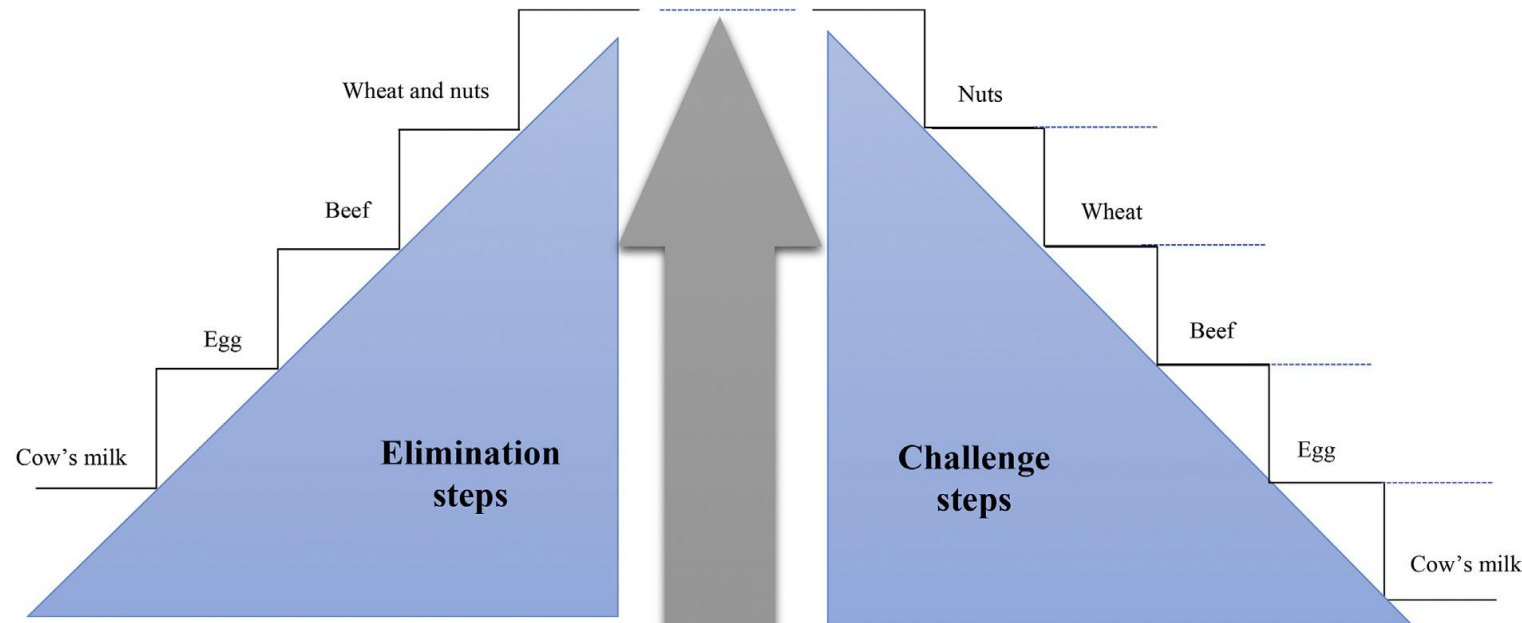 Wheat and nuts
Nuts
Beef
Wheat
Egg
Beef
Cow’s milk
Elimination
steps
Challenge
steps
Egg
Cow’s milk